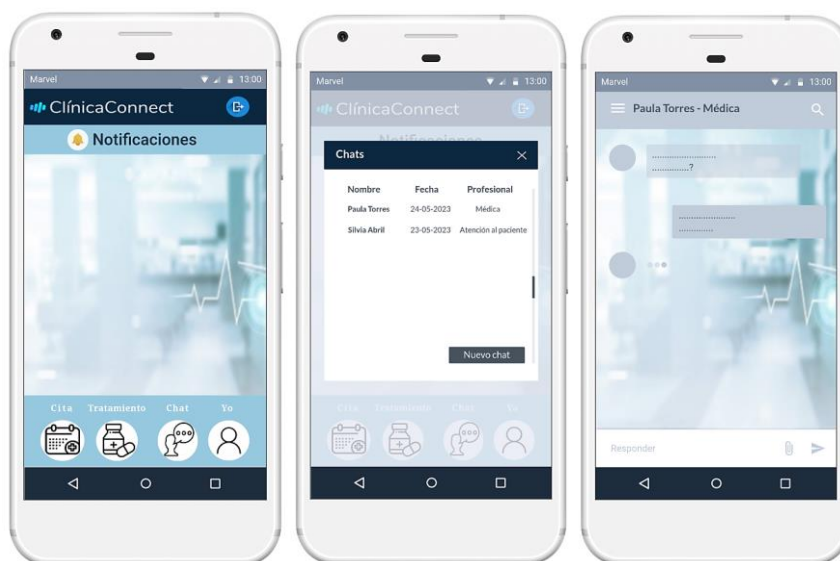 Marvel 13:00
ClínicaConnect
Notificaciones
Cita Tratamiento Chat Yo
Marvel 13:00
ClínicaConnect
Notificaciones
Chats
Nombre Fecha Profesional
Paula Torres 24-05-2023 Médica
Silvia Abril 23-05-2023 Atención al paciente
Nuevo chat
Cita Tratamiento Chat Yo
Marvel 13:00
Paula Torres - Médica
........................
..............?
.....................
.............
Responder